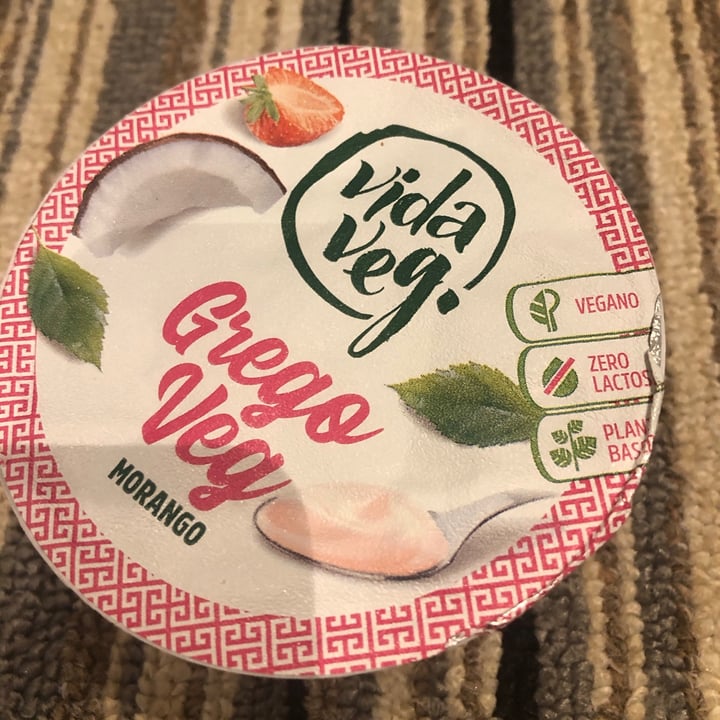 vida
veg.
Grego
Veg
MORANGO
VEGANO
ZERO
LACTOS
PLAN
BAS